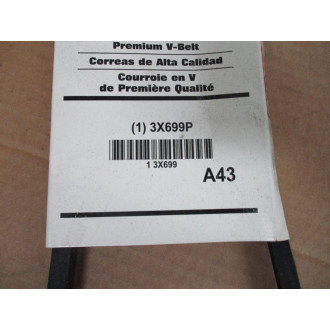 Premium V-Belt
Correas de Alta Calidad
Courroie en V
de Première Qualité
(1) 3X699P
1 3X699
A43